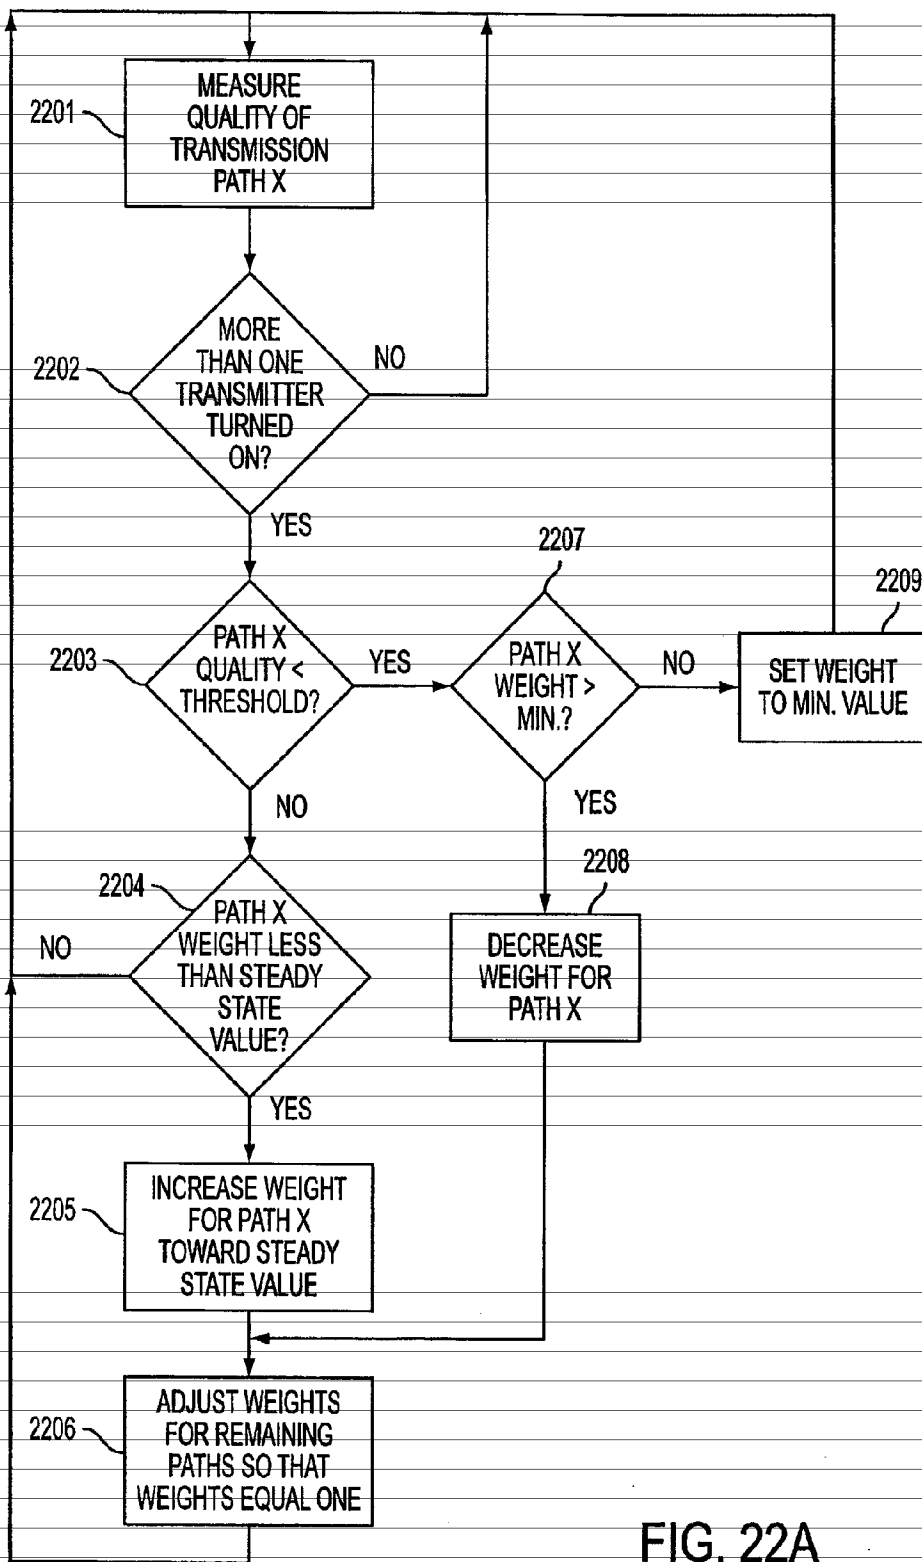 2201
MEASURE
QUALITY OF
TRANSMISSION
PATH X
2202
MORE
THAN ONE
TRANSMITTER
TURNED
ON?
NO
YES
2203
PATH X
QUALITY <
THRESHOLD?
YES
2207
PATH X
WEIGHT >
MIN.?
NO
2209
SET WEIGHT
TO MIN. VALUE
NO
YES
2204
PATH X
WEIGHT LESS
THAN STEADY
STATE
VALUE?
NO
2208
DECREASE
WEIGHT FOR
PATH X
YES
2205
INCREASE WEIGHT
FOR PATH X
TOWARD STEADY
STATE VALUE
2206
ADJUST WEIGHTS
FOR REMAINING
PATHS SO THAT
WEIGHTS EQUAL ONE
FIG. 22A